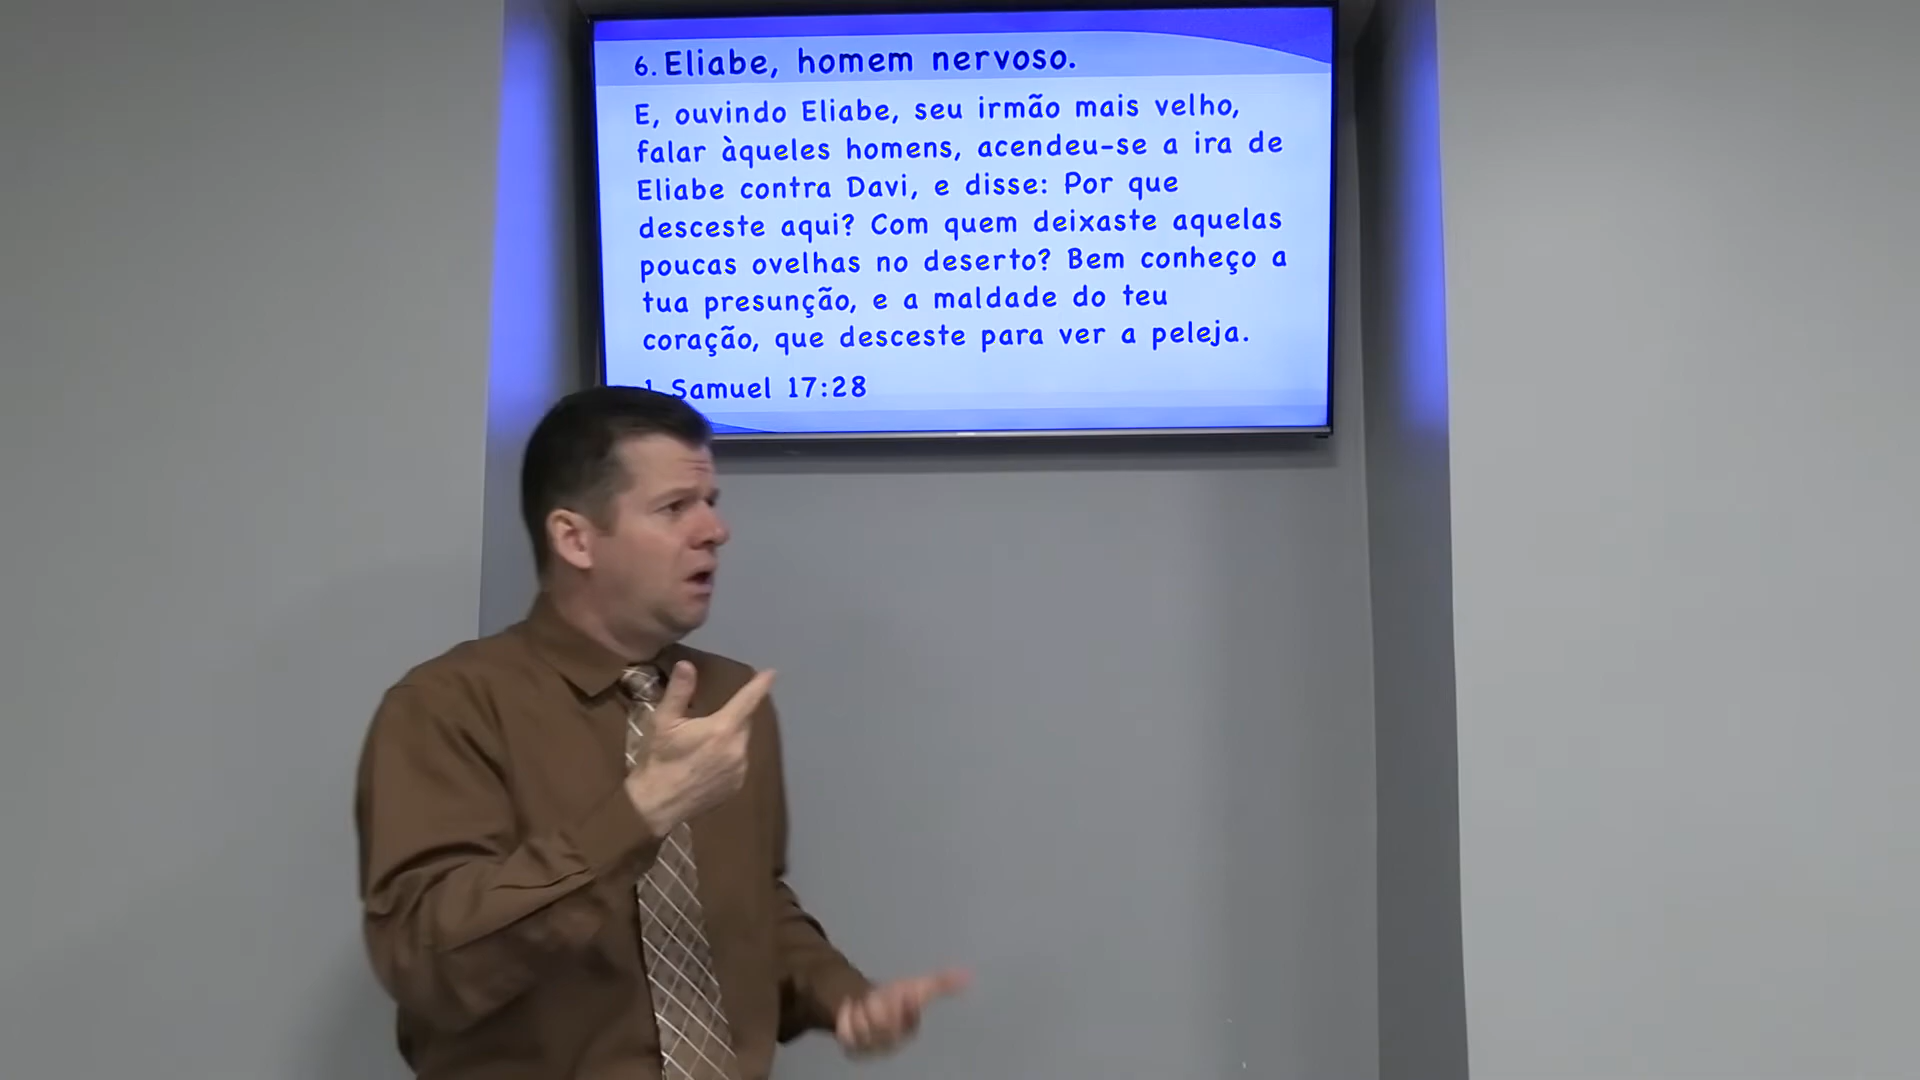 6. Eliabe, homem nervoso.
E, ouvindo Eliabe, seu irmão mais velho,
falar àqueles homens, acendeu-se a ira de
Eliabe contra Davi, e disse: Por que
desceste aqui? Com quem deixaste aquelas
poucas ovelhas no deserto? Bem conheço a
tua presunção, e a maldade do teu
coração, que desceste para ver a peleja.
1 Samuel 17:28